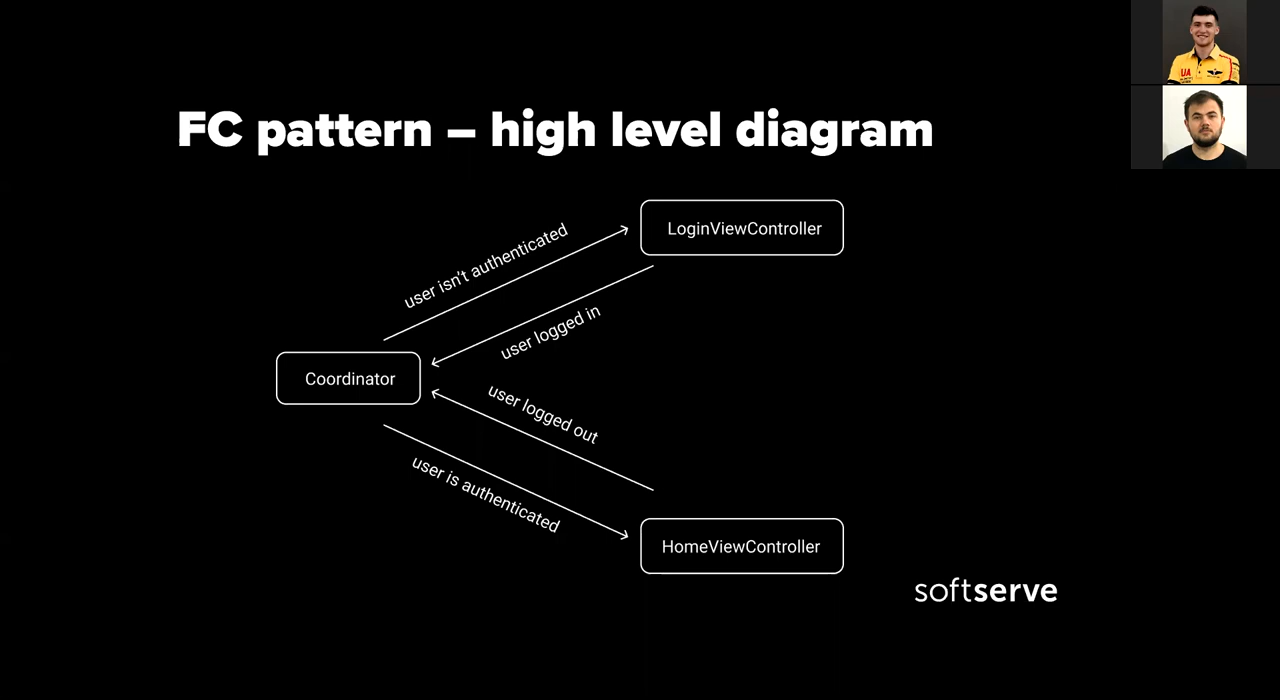 FC pattern – high level diagram
user isn't authenticated
LoginViewController
user logged in
Coordinator
user logged out
user is authenticated
HomeViewController
softserve
UA